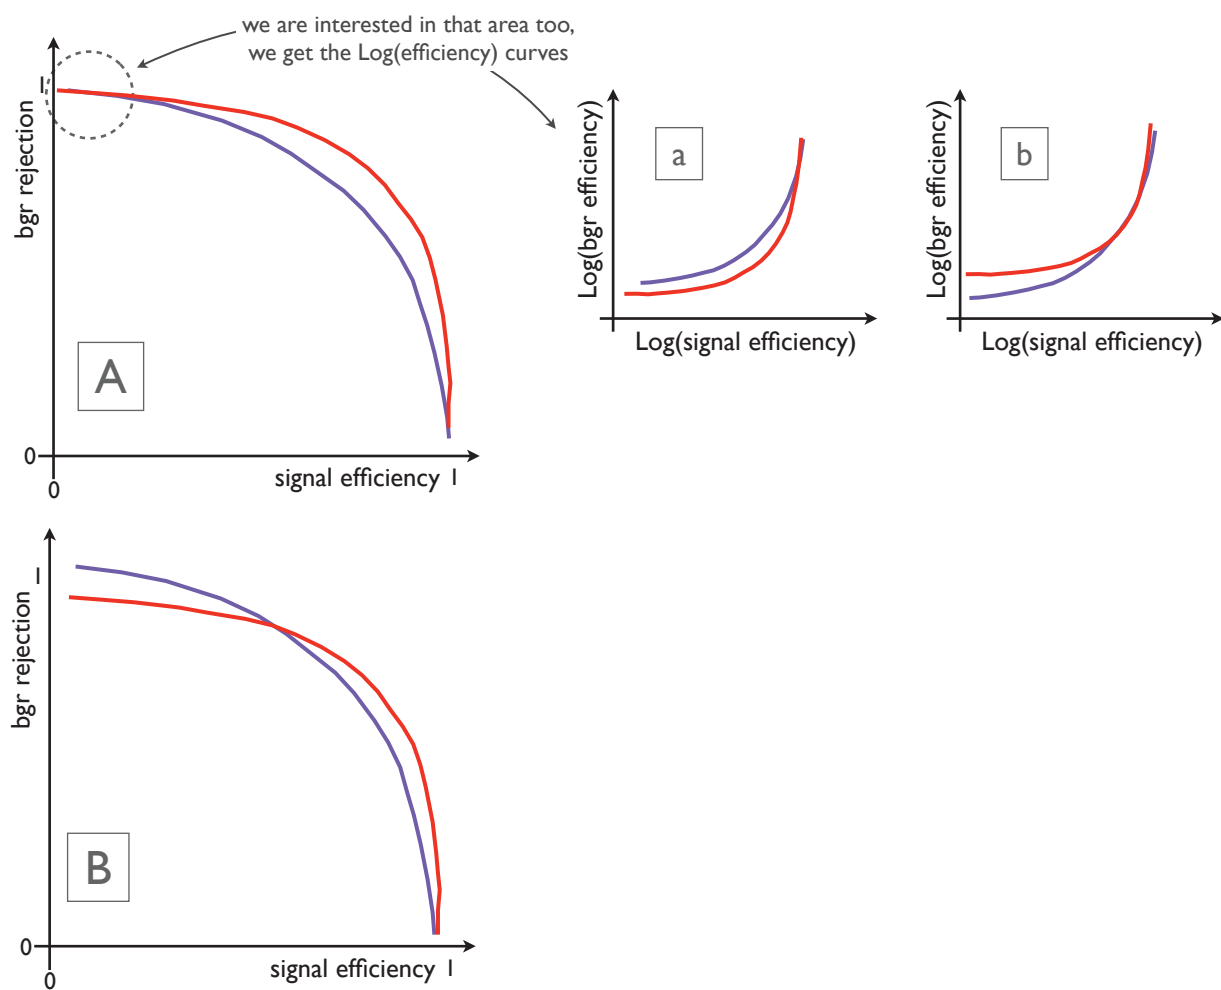 we are interested in that area too,
we get the Log(efficiency) curves
1
bgr rejection
A
0
0
signal efficiency 1
Log(bgr efficiency)
a
Log(signal efficiency)
Log(bgr efficiency)
b
Log(signal efficiency)
1
bgr rejection
B
0
0
signal efficiency 1